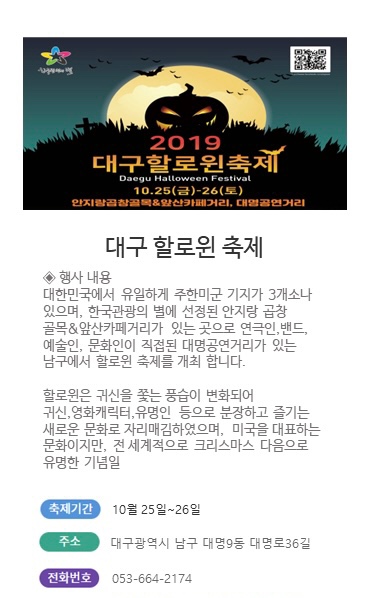 2019
대구할로윈축제
Daegu Halloween Festival
10.25(금)-26(토)
안지랑곱창골목&앞산카페거리, 대명공연거리
대구 할로윈 축제
◈ 행사 내용
대한민국에서 유일하게 주한미군 기지가 3개소나
있으며, 한국관광의 별에 선정된 안지랑 곱창
골목&앞산카페거리가 있는 곳으로 연극인,밴드,
예술인, 문화인이 직접된 대명공연거리가 있는
남구에서 할로윈 축제를 개최 합니다.
할로윈은 귀신을 쫓는 풍습이 변화되어
귀신,영화캐릭터,유명인 등으로 분장하고 즐기는
새로운 문화로 자리매김하였으며, 미국을 대표하는
문화이지만, 전 세계적으로 크리스마스 다음으로
유명한 기념일
축제기간 10월 25일~26일
주소 대구광역시 남구 대명9동 대명로36길
전화번호 053-664-2174